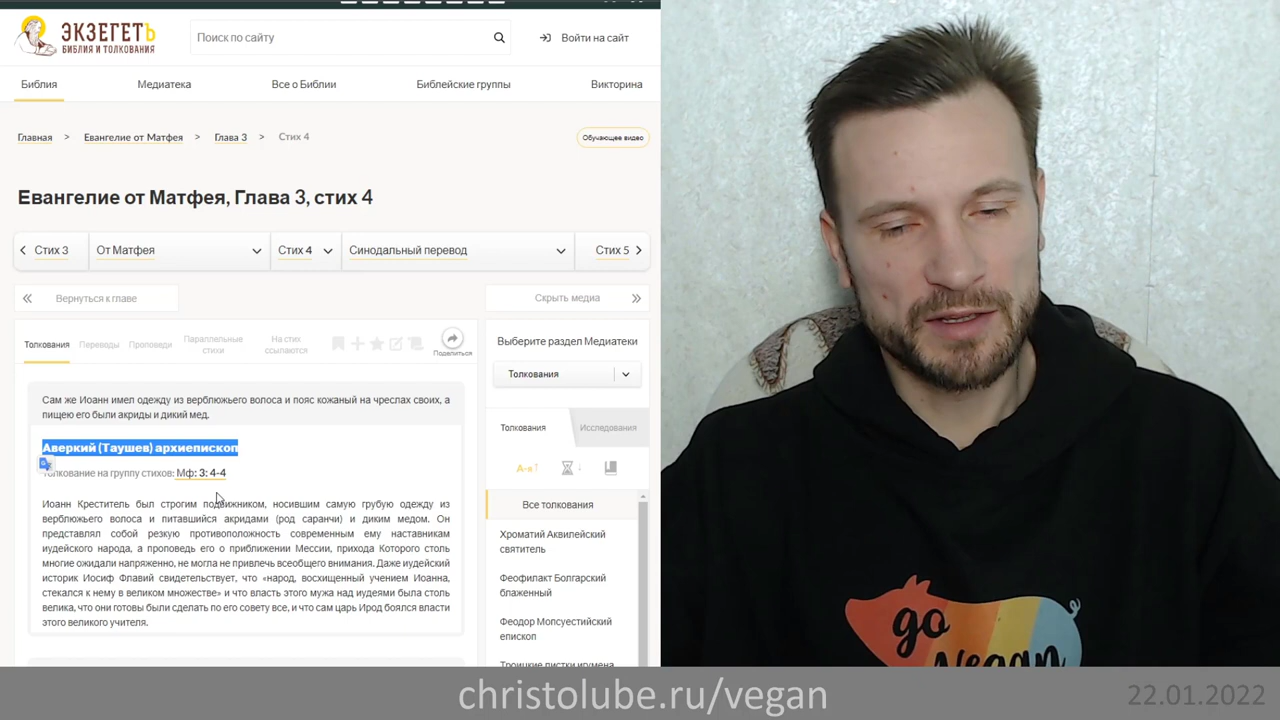 ЭКЗЕГЕТЪ
БИБЛИЯ И ТОЛКОВАНИЯ
Поиск по сайту
Войти на сайт
Библия
Медиатека
Все о Библии
Библейские группы
Викторина
Главная > Евангелие от Матфея > Глава 3 > Стих 4
Обучающее видео
Евангелие от Матфея, Глава 3, стих 4
Стих 3
От Матфея
Стих 4
Синодальный перевод
Стих 5
Вернуться к главе
Скрыть медиа
Толкования
Переводы
Проповеди
Параллельные
стихи
На стих
ссылаются
Поделиться
Сам же Иоанн имел одежду из верблюжьего волоса и пояс кожаный на чреслах своих, а
пищею его были акриды и дикий мед.
Аверкий (Таушев) архиепископ
толкование на группу стихов: Мф: 3: 4-4
Иоанн Креститель был строгим подвижником, носившим самую грубую одежду из
верблюжьего волоса и питавшийся акридами (род саранчи) и диким медом. Он
представлял собой резкую противоположность современным ему наставникам
иудейского народа, а проповедь его о приближении Мессии, прихода Которого столь
многие ожидали напряженно, не могла не привлечь всеобщего внимания. Даже иудейский
историк Иосиф Флавий свидетельствует, что «народ, восхищенный учением Иоанна,
стекался к нему в великом множестве» и что власть этого мужа над иудеями была столь
велика, что они готовы были сделать по его совету все, и что сам царь Ирод боялся власти
этого великого учителя.
Выберите раздел Медиатеки
Толкования
Толкования
Исследования
А-я↑
Все толкования
Хроматий Аквилейский
святитель
Феофилакт Болгарский
блаженный
Феодор Мопсуестийский
епископ
Троицкие листки игумена
go
vegan
christolube.ru/vegan
22.01.2022